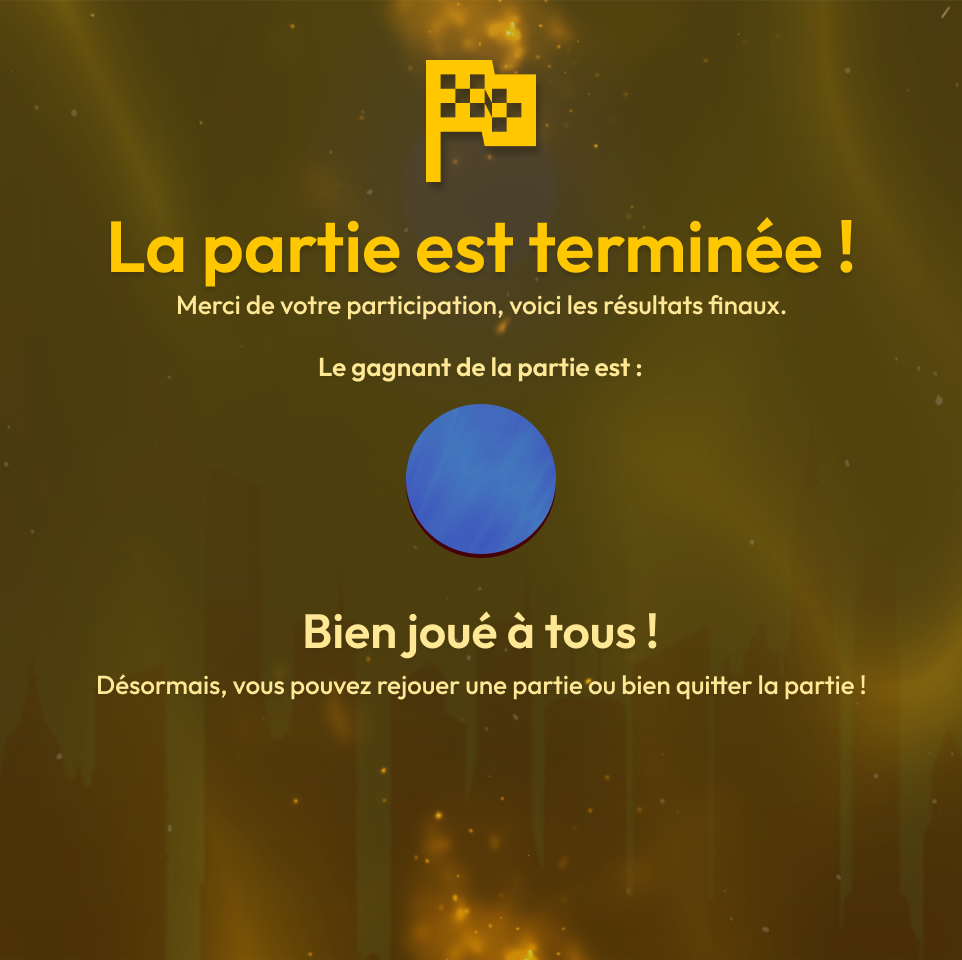 La partie est terminée !
Merci de votre participation, voici les résultats finaux.
Le gagnant de la partie est :
Bien joué à tous !
Désormais, vous pouvez rejouer une partie ou bien quitter la partie !